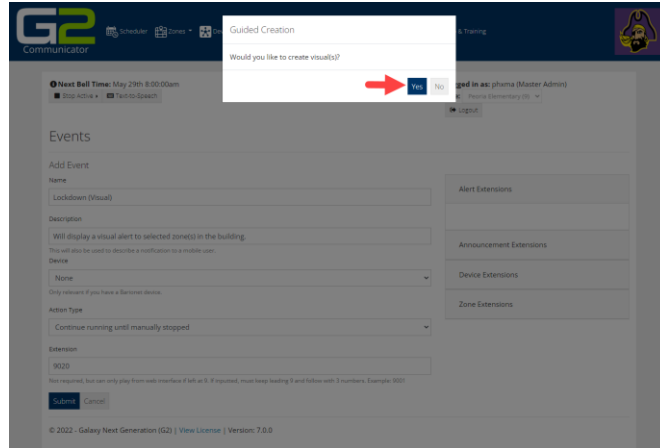 G2
Communicator
Scheduler Zones De
& Training
Guided Creation
Would you like to create visual(s)?
Yes No
Next Bell Time: May 29th 8:00:00am
Stop Active Text-to-Speech
ged in as: phxma (Master Admin)
Peoria Elementary (9)
Logout
Events
Add Event
Name
Lockdown (Visual)
Description
Will display a visual alert to selected zone(s) in the building.
This will also be used to describe a notification to a mobile user.
Device
None
Only relevant if you have a Barionet device.
Action Type
Continue running until manually stopped
Extension
9020
Not required, but can only play from web interface if left at 0. If inputted, must keep leading 9 and follow with 3 numbers. Example: 9001
Submit Cancel
Alert Extensions
Announcement Extensions
Device Extensions
Zone Extensions
© 2022 - Galaxy Next Generation (G2) | View License | Version: 7.0.0